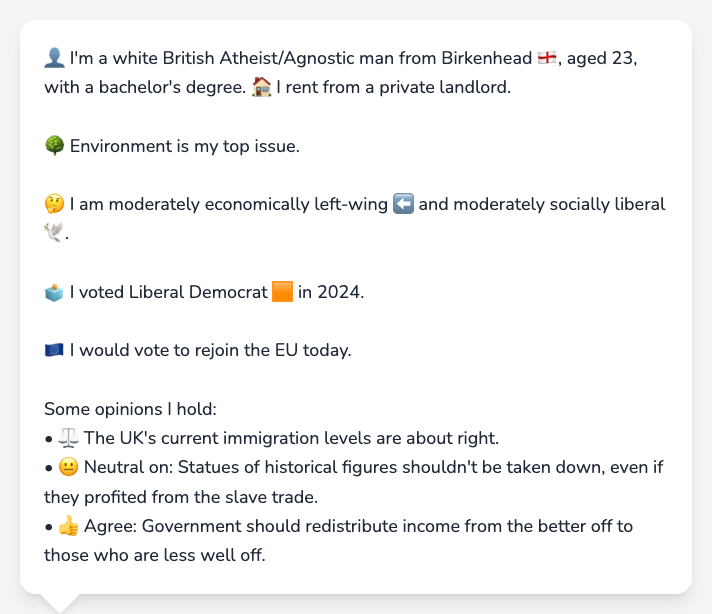 👤 I'm a white British Atheist/Agnostic man from Birkenhead 🏴󠁧󠁢󠁥󠁮󠁧󠁿, aged 23,
with a bachelor's degree. 🏠 I rent from a private landlord.
🌳 Environment is my top issue.
🤔 I am moderately economically left-wing ⬅️ and moderately socially liberal
🕊️.
🗳️ I voted Liberal Democrat 🟧 in 2024.
🇪🇺 I would vote to rejoin the EU today.
Some opinions I hold:
• ⚖️ The UK's current immigration levels are about right.
• 😐 Neutral on: Statues of historical figures shouldn't be taken down, even if
they profited from the slave trade.
• 👍 Agree: Government should redistribute income from the better off to
those who are less well off.